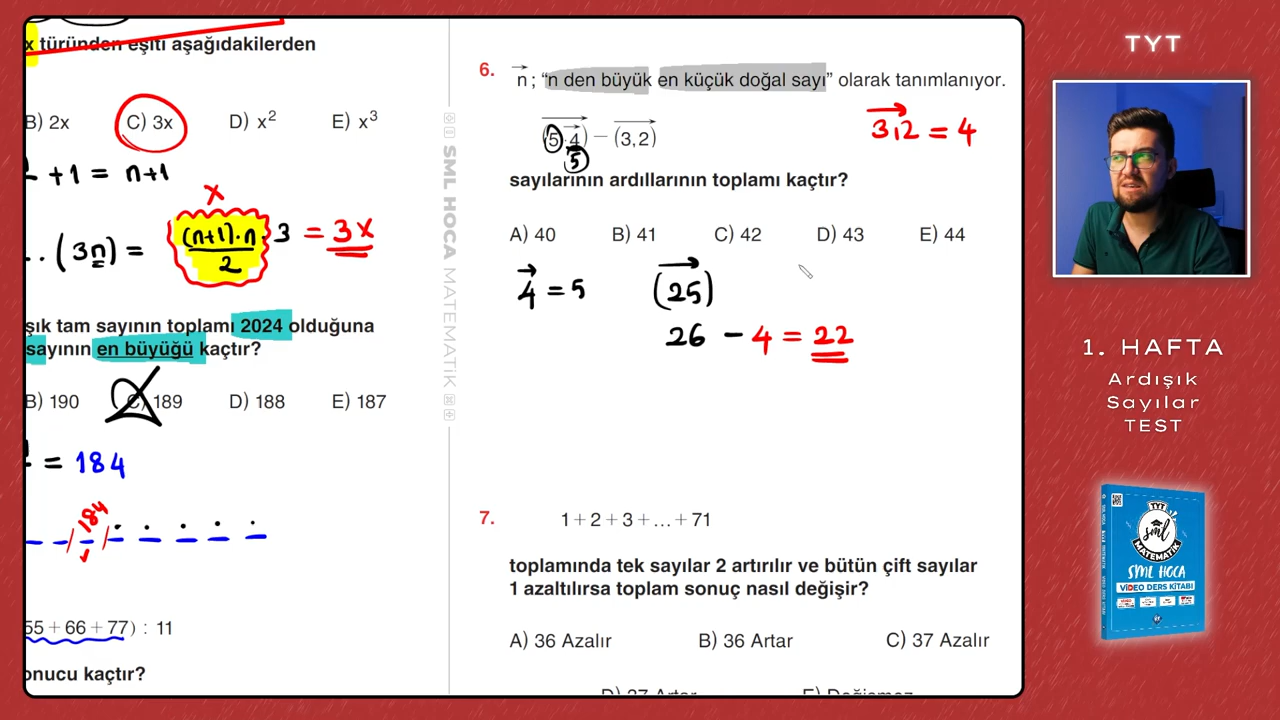 x türünden eşiti aşağıdakilerden
B) 2x C) 3x D) x² E) x³
+1 = n+1
x
.. (3n) = (n+1).n / 2 . 3 = 3x
şık tam sayının toplamı 2024 olduğuna
sayının en büyüğü kaçtır?
B) 190 C) 189 D) 188 E) 187
= 184
184
55 + 66 + 77) : 11
onucu kaçtır?
SML HOCA MATEMATİK
6. n⃗ ; “n den büyük en küçük doğal sayı” olarak tanımlanıyor.
(5 · 4⃗) − (3,2)
5
3,2 = 4
sayılarının ardıllarının toplamı kaçtır?
A) 40 B) 41 C) 42 D) 43 E) 44
4⃗ = 5 (25)
26 - 4 = 22
7. 1 + 2 + 3 + ... + 71
toplamında tek sayılar 2 artırılır ve bütün çift sayılar
1 azaltılırsa toplam sonuç nasıl değişir?
A) 36 Azalır B) 36 Artar C) 37 Azalır
D) 37 Artar E) Değişmez
TYT
1. HAFTA
Ardışık
Sayılar
TEST
TYT
sml
MATEMATİK
SML HOCA
VİDEO DERS KİTABI